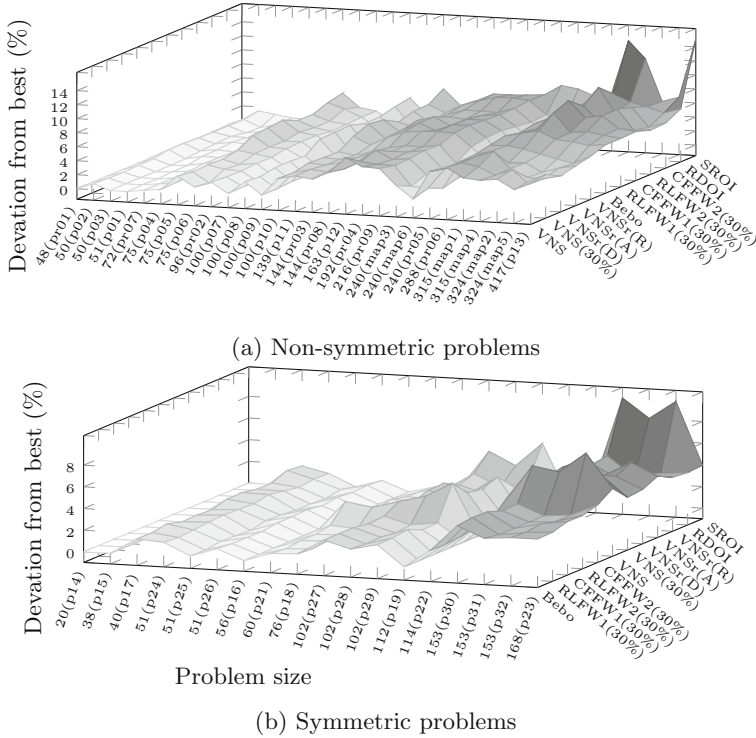 Devation from best (%)
14
12
10
8
6
4
2
0
48(pr01)
50(p02)
50(p03)
51(p01)
72(pr07)
75(p04)
75(p05)
75(p06)
96(pr02)
100(p07)
100(p08)
100(p09)
100(p10)
139(p11)
144(pr03)
144(pr08)
163(p12)
192(pr04)
216(pr09)
240(map3)
240(map6)
240(pr05)
288(pr06)
315(map1)
315(map4)
324(map2)
324(map5)
417(p13)
VNS
VNS(30%)
VNSr(D)
VNSr(A)
VNSr(R)
Bebo
RLFW1(30%)
CFFW1(30%)
RLFW2(30%)
CFFW2(30%)
RDOI
SROI
(a) Non-symmetric problems
Devation from best (%)
8
6
4
2
0
20(p14)
38(p15)
40(p17)
51(p24)
51(p25)
51(p26)
56(p16)
60(p21)
76(p18)
102(p27)
102(p28)
102(p29)
112(p19)
114(p22)
153(p30)
153(p31)
153(p32)
168(p23)
Bebo
RLFW1(30%)
CFFW1(30%)
RLFW2(30%)
CFFW2(30%)
VNS
VNS(30%)
VNSr(D)
VNSr(A)
VNSr(R)
RDOI
SROI
Problem size
(b) Symmetric problems